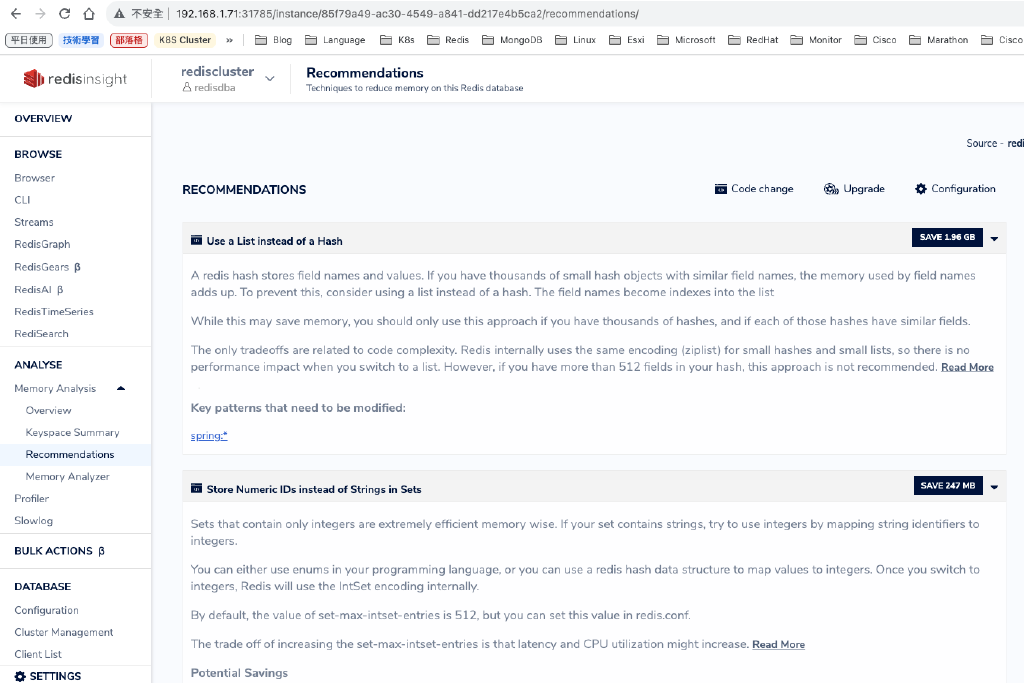 不安全 | 192.168.1.71:31785/instance/85f79a49-ac30-4549-a841-dd217e4b5ca2/recommendations/
平日使用 技術學習 部落格 K8S Cluster » Blog Language K8s Redis MongoDB Linux Esxi Microsoft RedHat Monitor Cisco Marathon Cisco
redisinsight
rediscluster
redisdba
Recommendations
Techniques to reduce memory on this Redis database
OVERVIEW
BROWSE
Browser
CLI
Streams
RedisGraph
RedisGears β
RedisAI β
RedisTimeSeries
RediSearch
ANALYSE
Memory Analysis
Overview
Keyspace Summary
Recommendations
Memory Analyzer
Profiler
Slowlog
BULK ACTIONS β
DATABASE
Configuration
Cluster Management
Client List
SETTINGS
Source - redi
RECOMMENDATIONS
Code change Upgrade Configuration
Use a List instead of a Hash SAVE 1.96 GB
A redis hash stores field names and values. If you have thousands of small hash objects with similar field names, the memory used by field names
adds up. To prevent this, consider using a list instead of a hash. The field names become indexes into the list
While this may save memory, you should only use this approach if you have thousands of hashes, and if each of those hashes have similar fields.
The only tradeoffs are related to code complexity. Redis internally uses the same encoding (ziplist) for small hashes and small lists, so there is no
performance impact when you switch to a list. However, if you have more than 512 fields in your hash, this approach is not recommended. Read More
Key patterns that need to be modified:
spring:*
Store Numeric IDs instead of Strings in Sets SAVE 247 MB
Sets that contain only integers are extremely efficient memory wise. If your set contains strings, try to use integers by mapping string identifiers to
integers.
You can either use enums in your programming language, or you can use a redis hash data structure to map values to integers. Once you switch to
integers, Redis will use the IntSet encoding internally.
By default, the value of set-max-intset-entries is 512, but you can set this value in redis.conf.
The trade off of increasing the set-max-intset-entries is that latency and CPU utilization might increase. Read More
Potential Savings